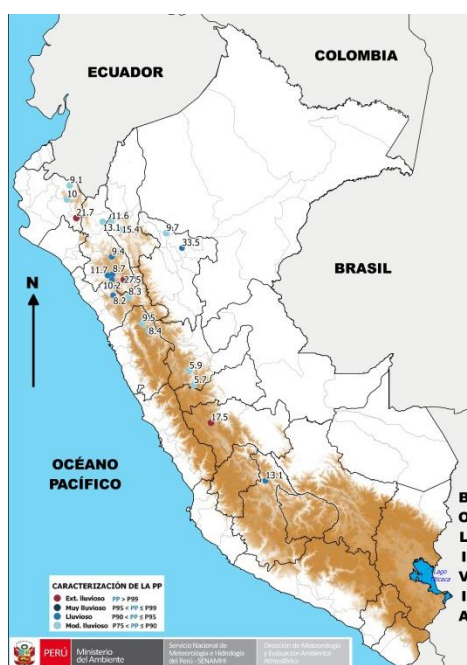 COLOMBIA
ECUADOR
9.1
10
21.7
11.6
13.1
15.4
9.7
33.5
9.4
11.7
8.7
27.5
10.2
8.3
8.2
9.5
8.4
5.9
5.7
17.5
13.1
N
BRASIL
OCÉANO
PACÍFICO
BOLIVIA
Lago
CARACTERIZACIÓN DE LA PP
Ext. lluvioso PP > P99
Muy lluvioso P95 < PP ≤ P99
Lluvioso P90 < PP ≤ P95
Mod. lluvioso P75 < PP ≤ P90
PERÚ
Ministerio
del Ambiente
Servicio Nacional de
Meteorología e Hidrología
del Perú - SENAMHI
Dirección de Meteorología
y Evaluación Ambiental
Atmosférica